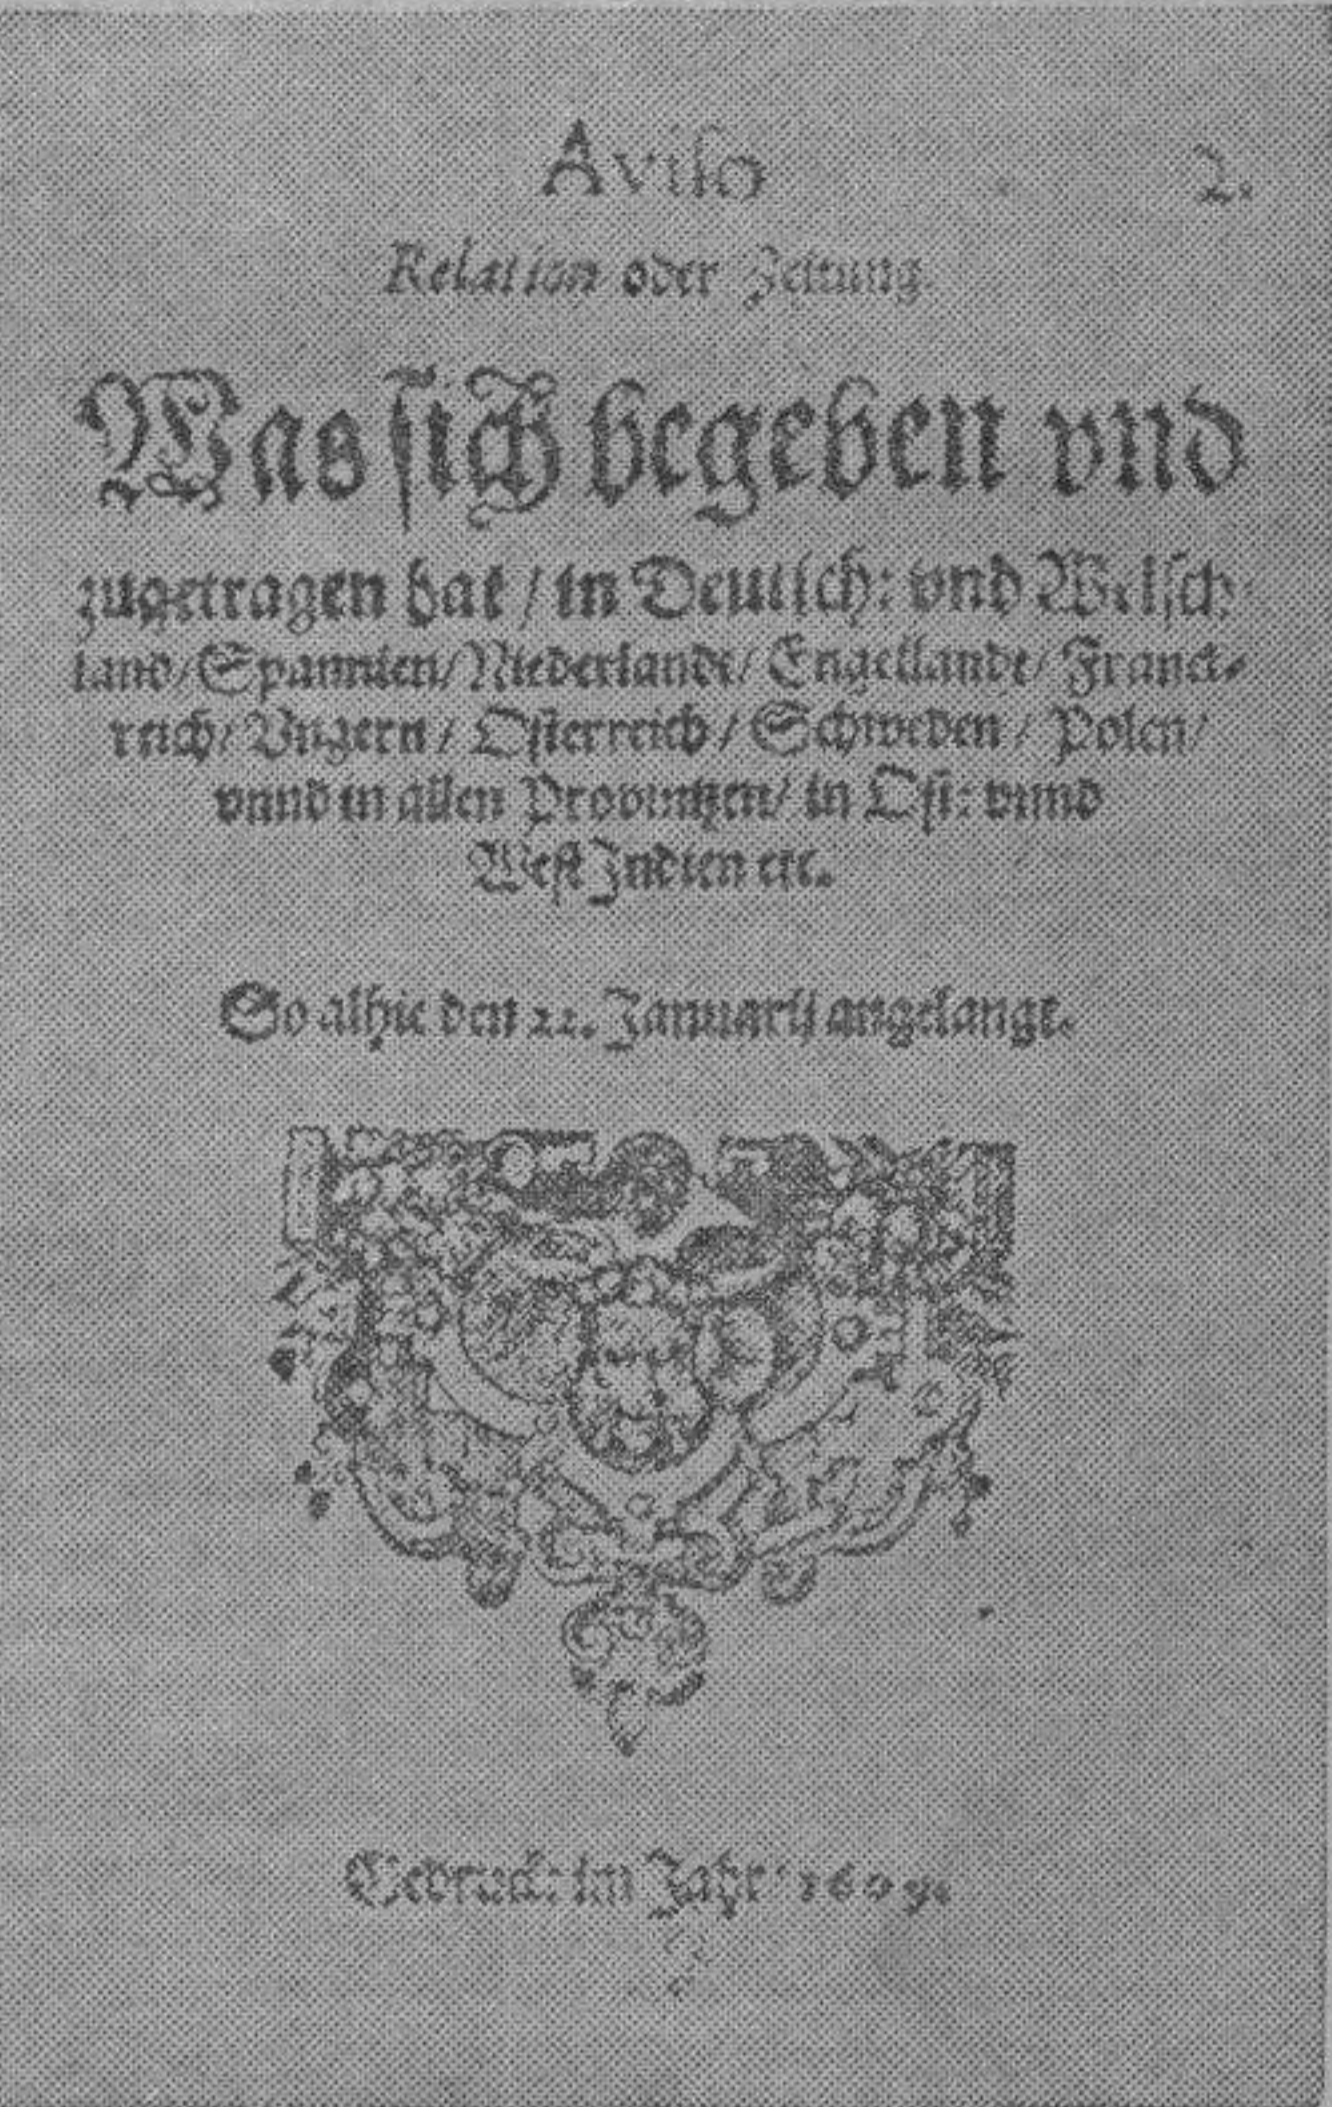 Aviso
2.
Relation oder Zeitung.
Was sich begeben vnd
zugetragen hat / in Deutsch: vnd Welsch-
land / Spannien / Niederlandt / Engellandt / Franck-
reich / Vngern / Osterreich / Schweden / Polen /
vnnd in allen Provintzen / in Ost: vnnd
West Indien etc.
So alhie den 22. Januarij angelangt.
Gedruckt im Jahr 1609.